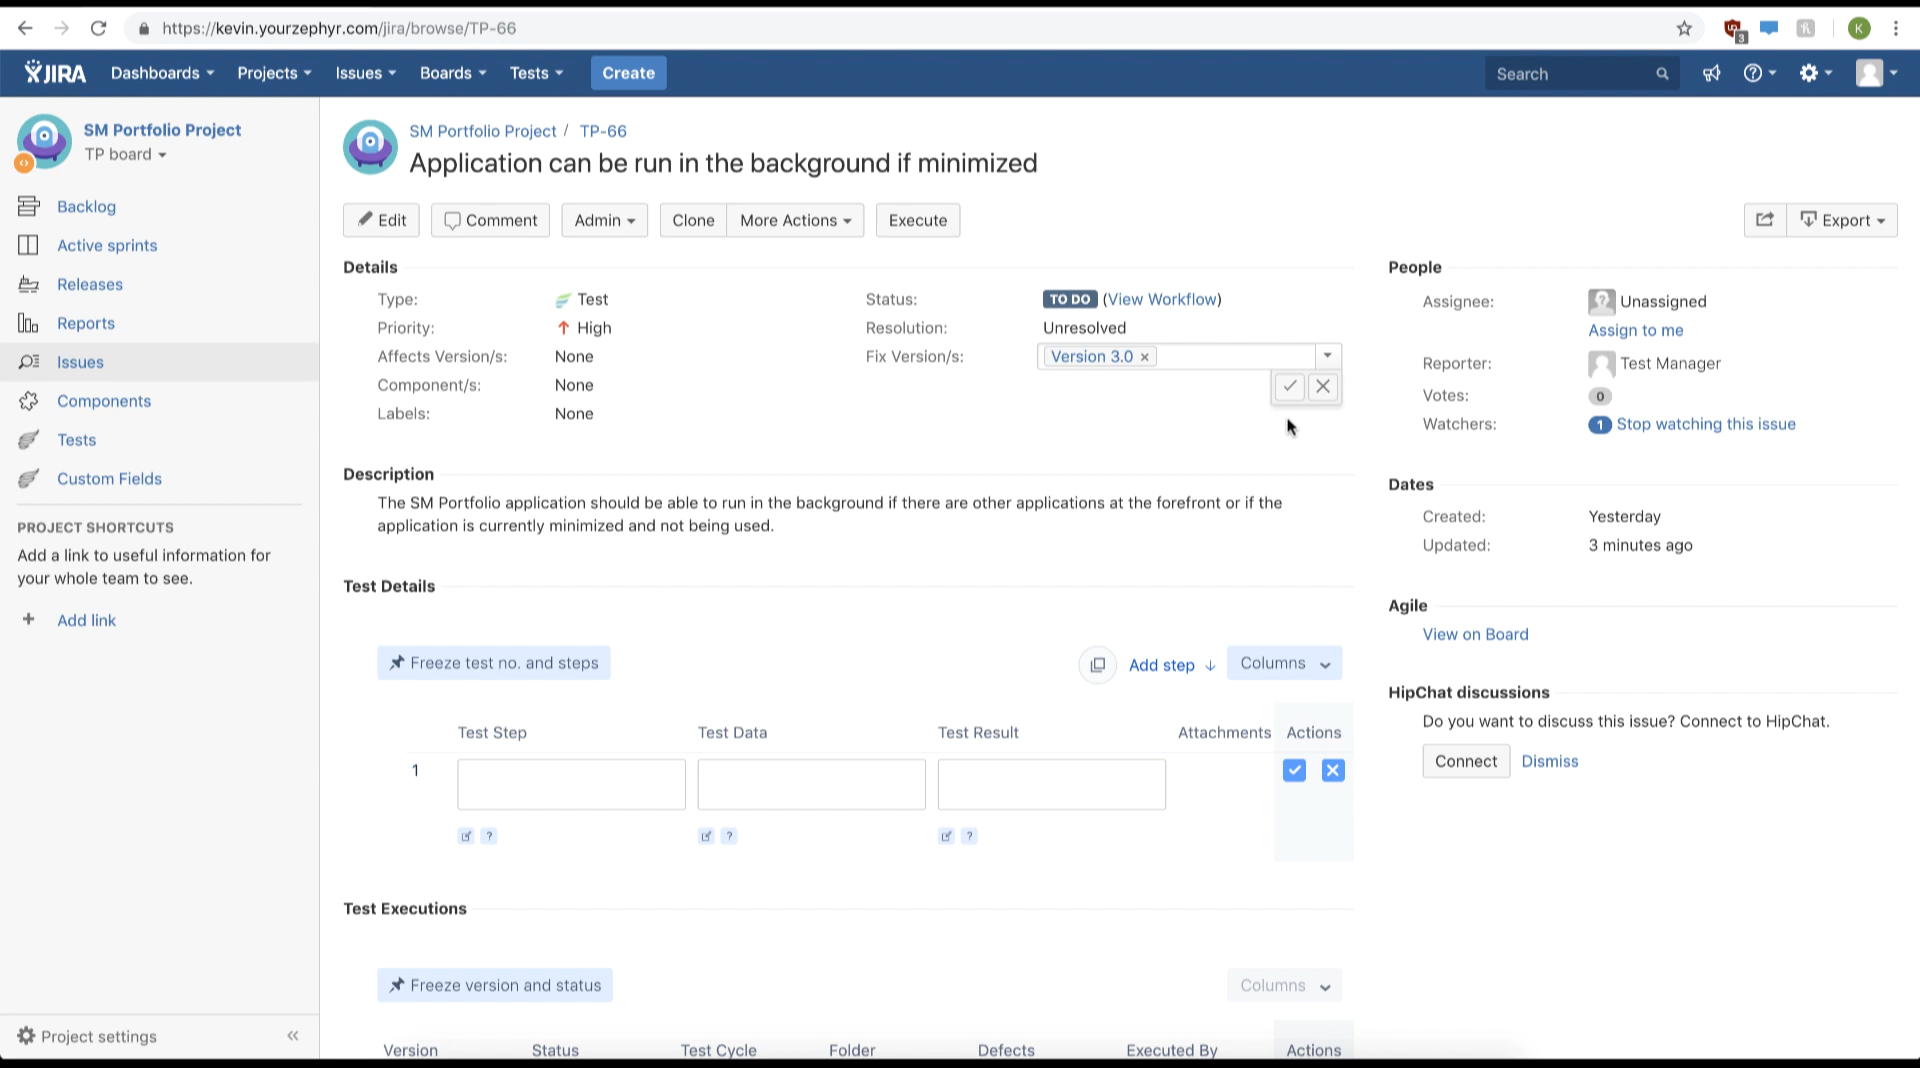 https://kevin.yourzephyr.com/jira/browse/TP-66
3
K
JIRA Dashboards Projects Issues Boards Tests Create Search
SM Portfolio Project
TP board
Backlog
Active sprints
Releases
Reports
Issues
Components
Tests
Custom Fields
PROJECT SHORTCUTS
Add a link to useful information for
your whole team to see.
+ Add link
Project settings
SM Portfolio Project / TP-66
Application can be run in the background if minimized
Edit Comment Admin Clone More Actions Execute Export
Details
Type: Test
Priority: High
Affects Version/s: None
Component/s: None
Labels: None
Status: TO DO (View Workflow)
Resolution: Unresolved
Fix Version/s: Version 3.0 ×
Description
The SM Portfolio application should be able to run in the background if there are other applications at the forefront or if the
application is currently minimized and not being used.
Test Details
Freeze test no. and steps Add step Columns
Test Step Test Data Test Result Attachments Actions
1
? ? ?
Test Executions
Freeze version and status Columns
Version Status Test Cycle Folder Defects Executed By Actions
People
Assignee: Unassigned
Assign to me
Reporter: Test Manager
Votes: 0
Watchers: 1 Stop watching this issue
Dates
Created: Yesterday
Updated: 3 minutes ago
Agile
View on Board
HipChat discussions
Do you want to discuss this issue? Connect to HipChat.
Connect Dismiss